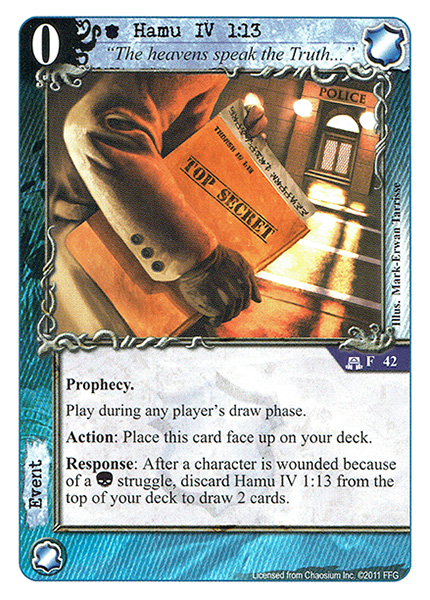 0
Hamu IV 1:13
"The heavens speak the Truth..."
POLICE
TOP SECRET
Illus. Mark-Erwan Tarrisse
F 42
Prophecy.
Play during any player's draw phase.
Action: Place this card face up on your deck.
Response: After a character is wounded because
of a struggle, discard Hamu IV 1:13 from the
top of your deck to draw 2 cards.
Event
Licensed from Chaosium Inc. ©2011 FFG